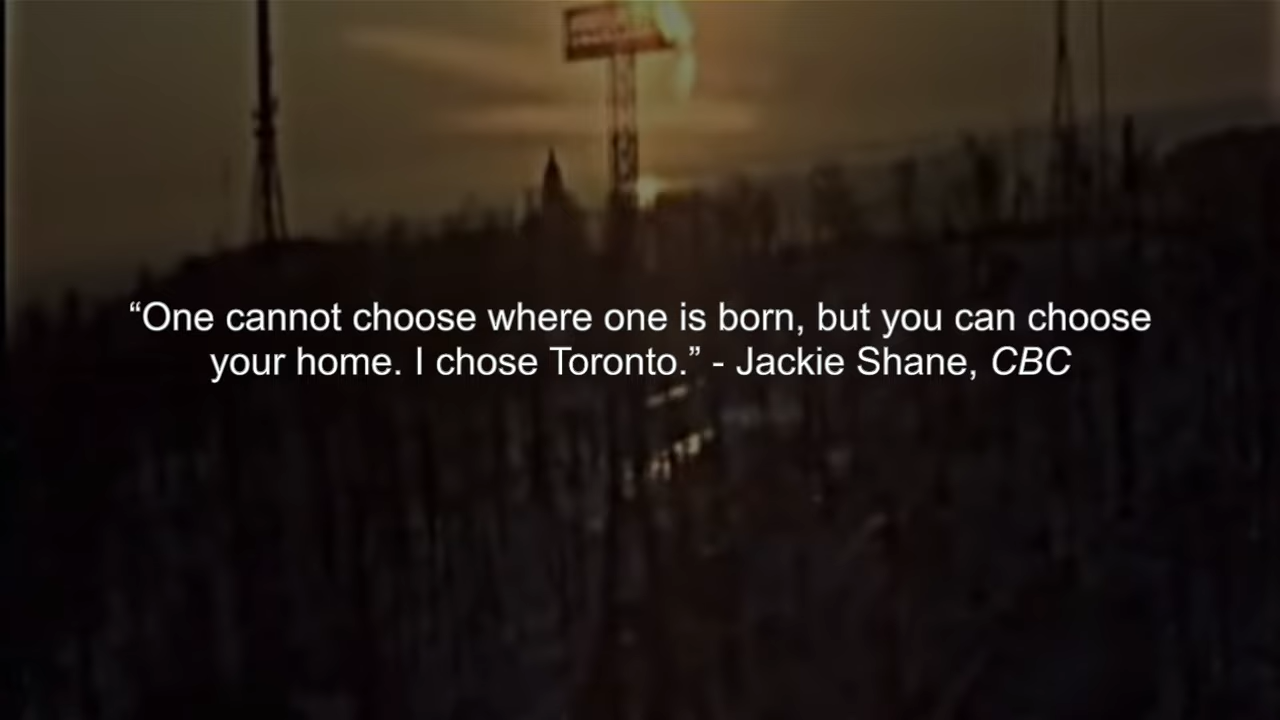 “One cannot choose where one is born, but you can choose
your home. I chose Toronto.” - Jackie Shane, CBC